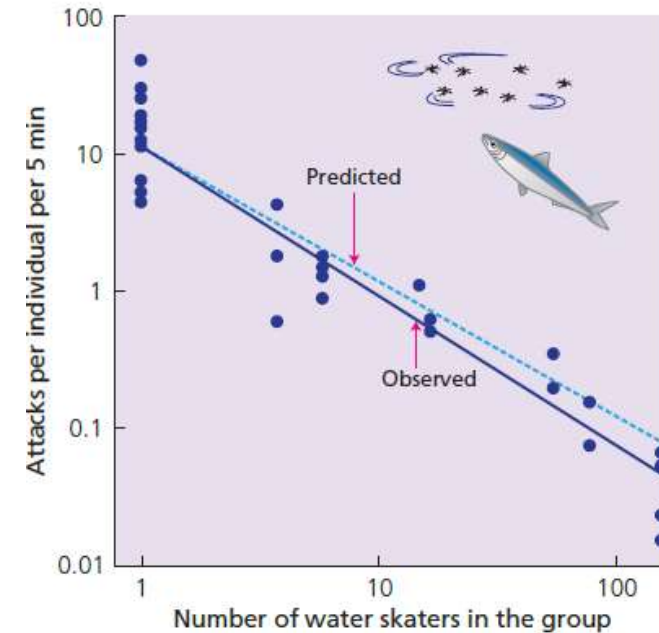 100
10
1
0.1
0.01
Attacks per individual per 5 min
Predicted
Observed
1
10
100
Number of water skaters in the group